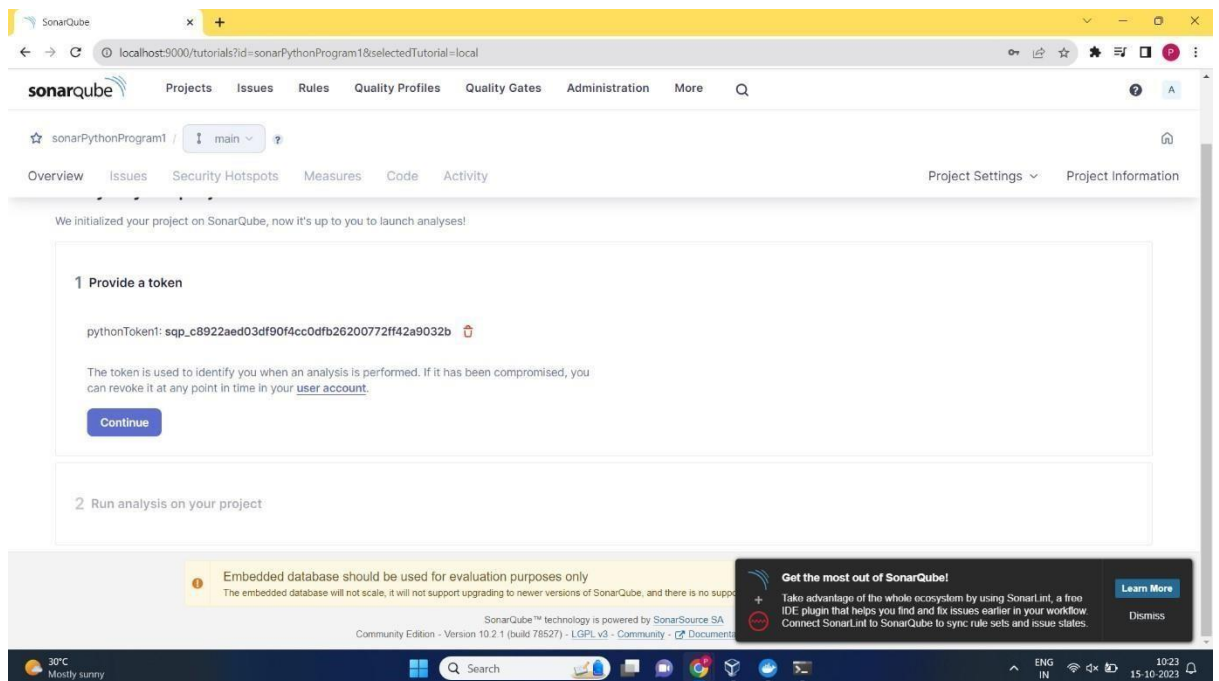 SonarQube
localhost:9000/tutorials?id=sonarPythonProgram1&selectedTutorial=local
P
sonarqube Projects Issues Rules Quality Profiles Quality Gates Administration More ? A
sonarPythonProgram1 / main ?
Overview Issues Security Hotspots Measures Code Activity Project Settings Project Information
We initialized your project on SonarQube, now it's up to you to launch analyses!
1 Provide a token
pythonToken1: sqp_c8922aed03df90f4cc0dfb26200772ff42a9032b
The token is used to identify you when an analysis is performed. If it has been compromised, you
can revoke it at any point in time in your user account.
Continue
2 Run analysis on your project
Embedded database should be used for evaluation purposes only
The embedded database will not scale, it will not support upgrading to newer versions of SonarQube, and there is no
SonarQube™ technology is powered by SonarSource SA
Community Edition - Version 10.2.1 (build 78527) - LGPL v3 - Community -
Get the most out of SonarQube!
Take advantage of the whole ecosystem by using SonarLint, a free
IDE plugin that helps you find and fix issues earlier in your workflow.
Connect SonarLint to SonarQube to sync rule sets and issue states.
Learn More
Dismiss
30°C
Mostly sunny
Search
ENG
IN
10:23
15-10-2023